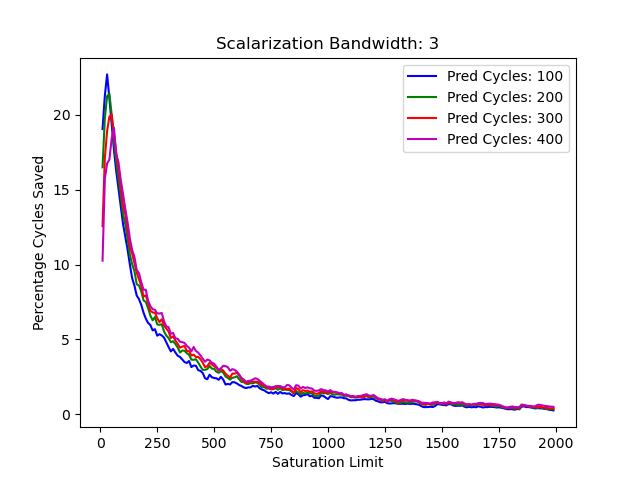 Scalarization Bandwidth: 3
Pred Cycles: 100
Pred Cycles: 200
Pred Cycles: 300
Pred Cycles: 400
Percentage Cycles Saved
20
15
10
5
0
0 250 500 750 1000 1250 1500 1750 2000
Saturation Limit